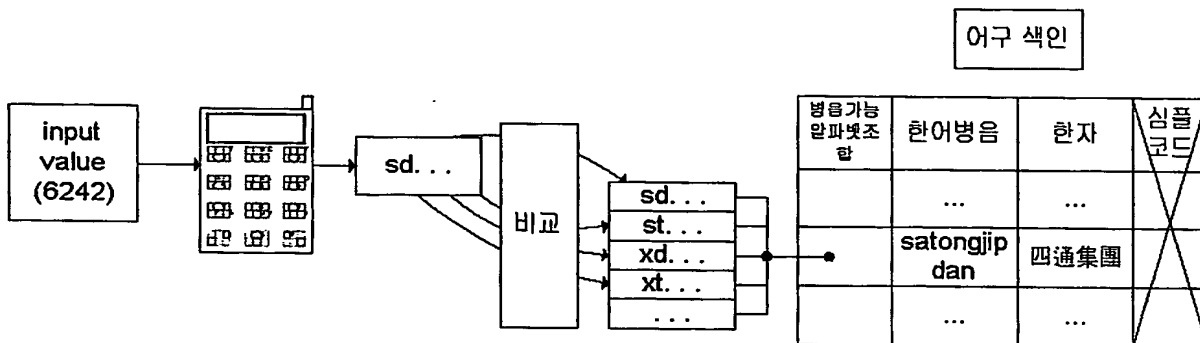 어구 색인
input
value
(6242)
sd. . .
비교
sd. . .
st. . .
xd. . .
xt. . .
. . .
병음가능
알파벳조
합
한어병음
한자
심플
코드
...
...
satongjip
dan
四通集團
...
...